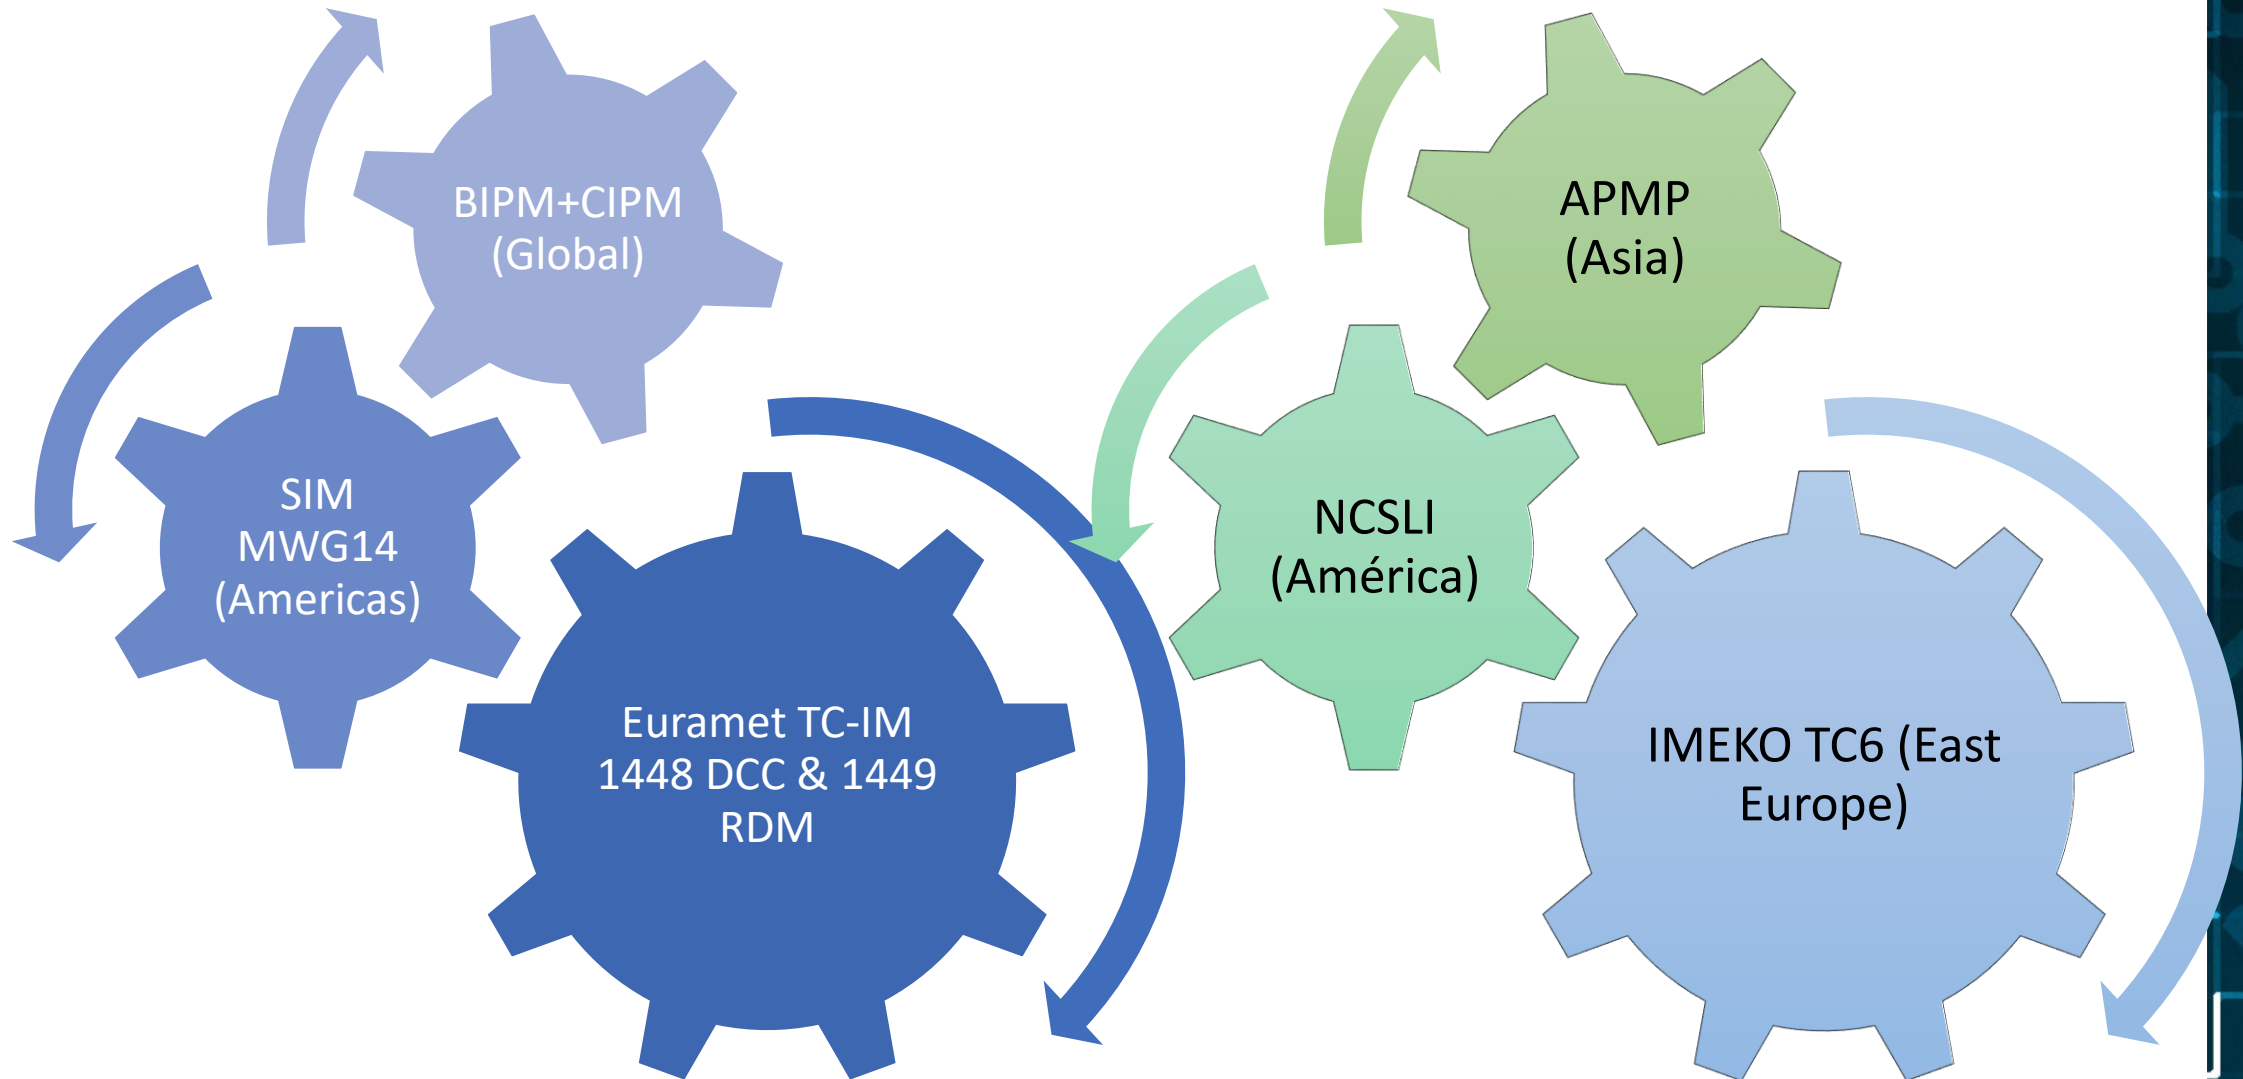 BIPM+CIPM
(Global)
SIM
MWG14
(Americas)
Euramet TC-IM
1448 DCC & 1449
RDM
APMP
(Asia)
NCSLI
(América)
IMEKO TC6 (East
Europe)